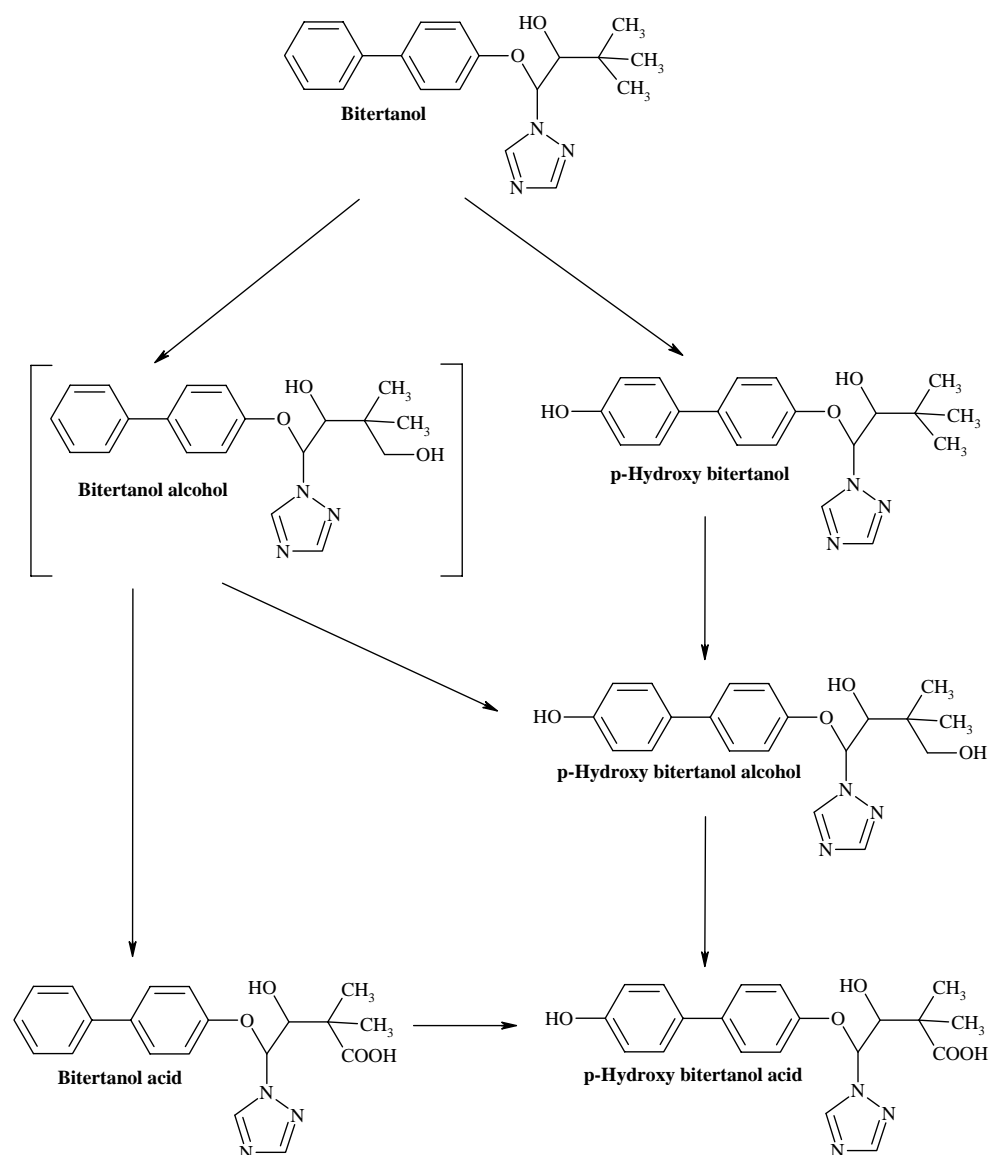 HO
CH3
O
CH3
CH3
Bitertanol
N
N
N
HO
CH3
O
CH3
OH
Bitertanol alcohol
N
N
N
HO
HO
CH3
O
CH3
CH3
p-Hydroxy bitertanol
N
N
N
HO
HO
CH3
O
CH3
OH
p-Hydroxy bitertanol alcohol
N
N
N
HO
CH3
O
CH3
COOH
Bitertanol acid
N
N
N
HO
HO
CH3
O
CH3
COOH
p-Hydroxy bitertanol acid
N
N
N